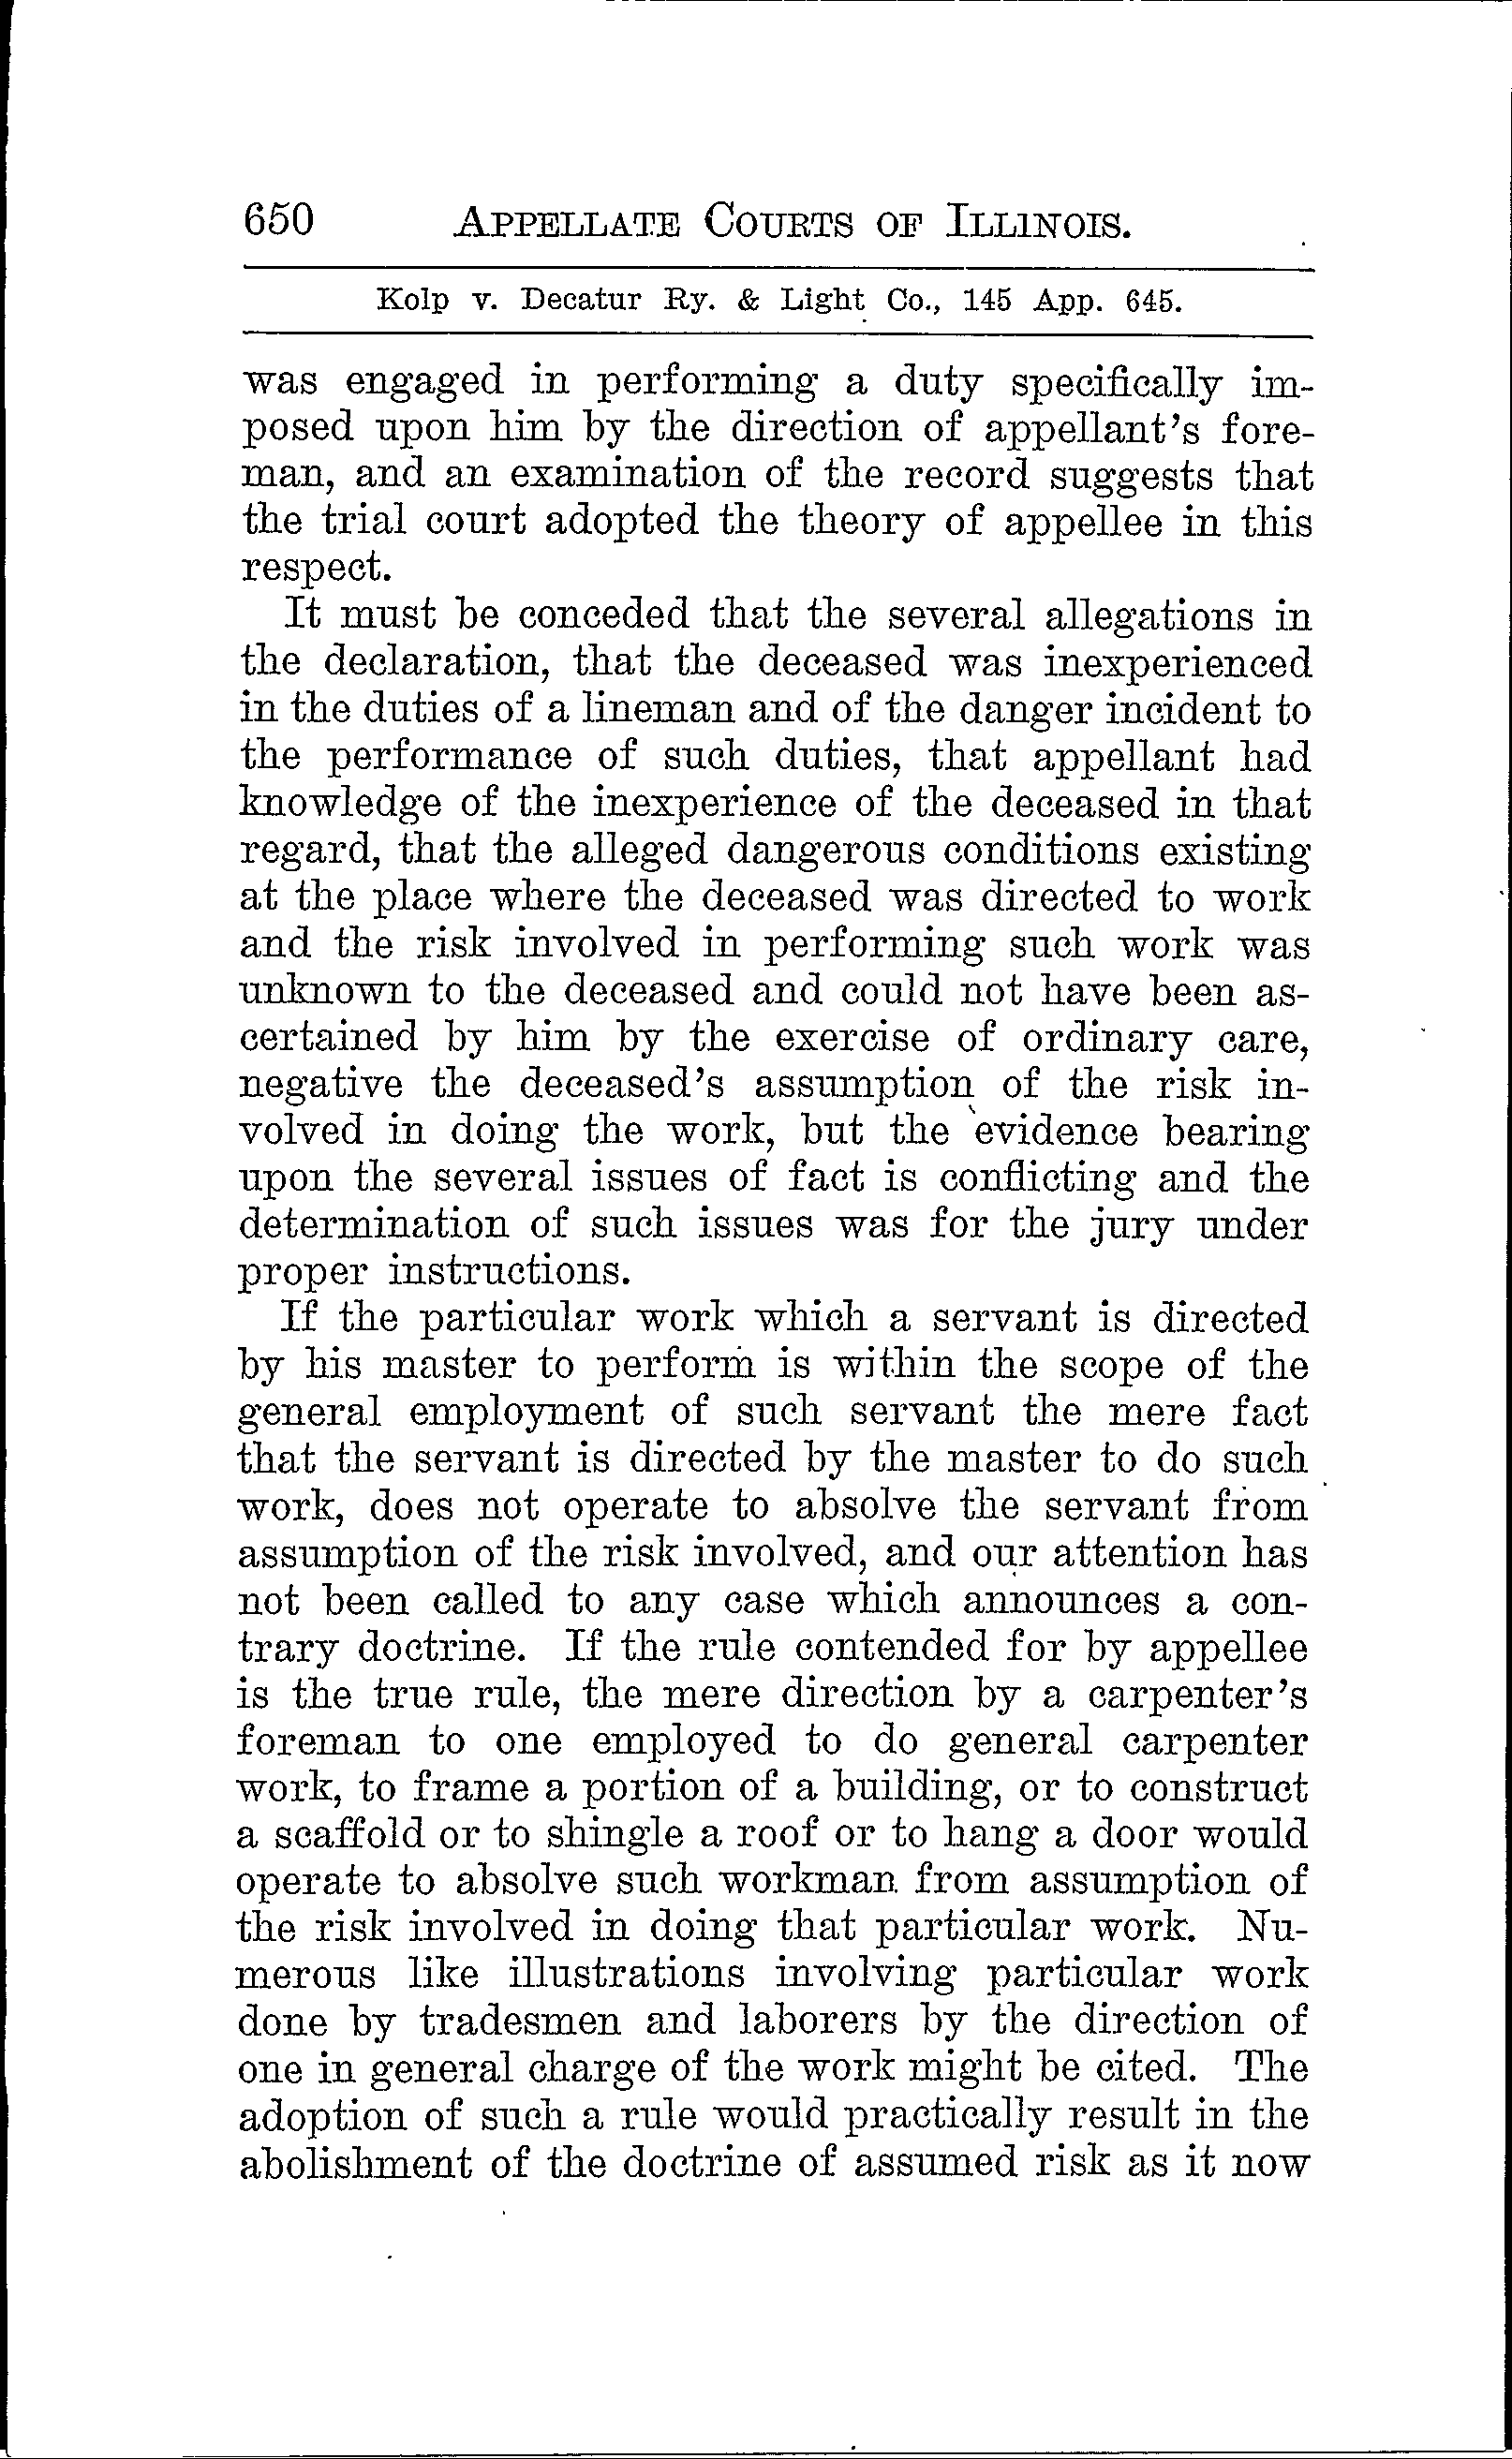 650 APPELLATE COURTS OF ILLINOIS.
Kolp v. Decatur Ry. & Light Co., 145 App. 645.
was engaged in performing a duty specifically im-
posed upon him by the direction of appellant's fore-
man, and an examination of the record suggests that
the trial court adopted the theory of appellee in this
respect.
It must be conceded that the several allegations in
the declaration, that the deceased was inexperienced
in the duties of a lineman and of the danger incident to
the performance of such duties, that appellant had
knowledge of the inexperience of the deceased in that
regard, that the alleged dangerous conditions existing
at the place where the deceased was directed to work
and the risk involved in performing such work was
unknown to the deceased and could not have been as-
certained by him by the exercise of ordinary care,
negative the deceased's assumption of the risk in-
volved in doing the work, but the evidence bearing
upon the several issues of fact is conflicting and the
determination of such issues was for the jury under
proper instructions.
If the particular work which a servant is directed
by his master to perform is within the scope of the
general employment of such servant the mere fact
that the servant is directed by the master to do such
work, does not operate to absolve the servant from
assumption of the risk involved, and our attention has
not been called to any case which announces a con-
trary doctrine. If the rule contended for by appellee
is the true rule, the mere direction by a carpenter's
foreman to one employed to do general carpenter
work, to frame a portion of a building, or to construct
a scaffold or to shingle a roof or to hang a door would
operate to absolve such workman from assumption of
the risk involved in doing that particular work. Nu-
merous like illustrations involving particular work
done by tradesmen and laborers by the direction of
one in general charge of the work might be cited. The
adoption of such a rule would practically result in the
abolishment of the doctrine of assumed risk as it now